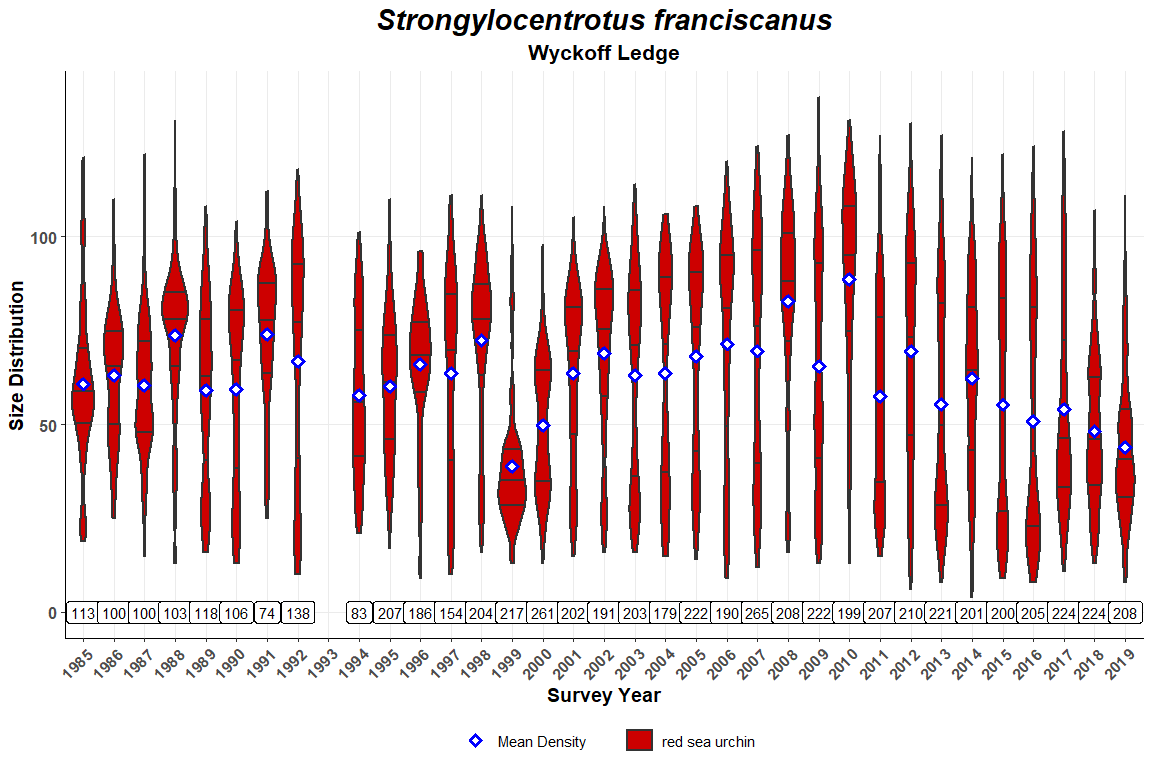 Strongylocentrotus franciscanus
Wyckoff Ledge
Size Distribution
100
50
0
113 100 100 103 118 106 74 138 83 207 186 154 204 217 261 202 191 203 179 222 190 265 208 222 199 207 210 221 201 200 205 224 224 208
1985 1986 1987 1988 1989 1990 1991 1992 1993 1994 1995 1996 1997 1998 1999 2000 2001 2002 2003 2004 2005 2006 2007 2008 2009 2010 2011 2012 2013 2014 2015 2016 2017 2018 2019
Survey Year
Mean Density red sea urchin